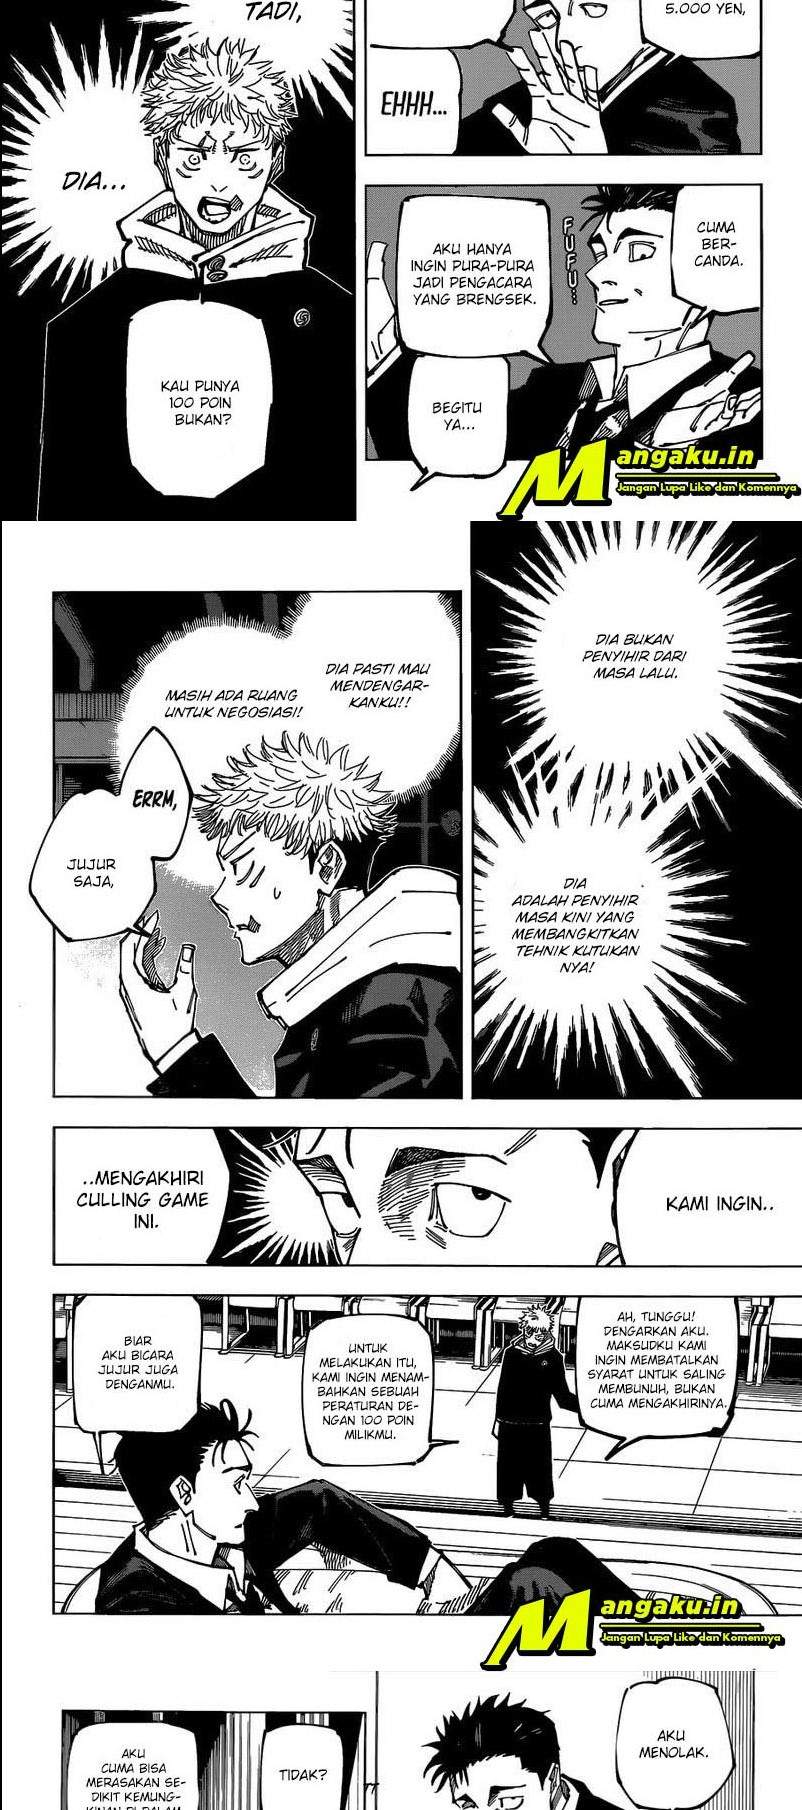 5.000 YEN,
EHHH...
TADI,
DIA...
KAU PUNYA
100 POIN
BUKAN?
CUMA
BER-
CANDA.
FUFU...
AKU HANYA
INGIN PURA-PURA
JADI PENGACARA
YANG BRENGSEK.
BEGITU
YA...
Mangaku.in
Jangan Lupa Like dan Komennya
DIA BUKAN
PENYIHIR DARI
MASA LALU.
DIA
ADALAH PENYIHIR
MASA KINI YANG
MEMBANGKITKAN
TEHNIK KUTUKAN
NYA!
DIA PASTI MAU
MENDENGAR-
KANKU!!
MASIH ADA RUANG
UNTUK NEGOSIASI!
ERRM,
JUJUR
SAJA,
KAMI INGIN..
..MENGAKHIRI
CULLING GAME
INI.
AH, TUNGGU!
DENGARKAN AKU.
MAKSUDKU KAMI
INGIN MEMBATALKAN
SYARAT UNTUK SALING
MEMBUNUH, BUKAN
CUMA MENGAKHIRINYA.
UNTUK
MELAKUKAN ITU,
KAMI INGIN MENAM-
BAHKAN SEBUAH
PERATURAN DE-
NGAN 100 POIN
MILIKMU.
BIAR
AKU BICARA
JUJUR JUGA
DENGANMU.
Mangaku.in
Jangan Lupa Like dan Komennya
AKU
MENOLAK.
TIDAK?
AKU
CUMA BISA
MERASAKAN SE-
DIKIT KEMUNG-
KINAN DI DALAM